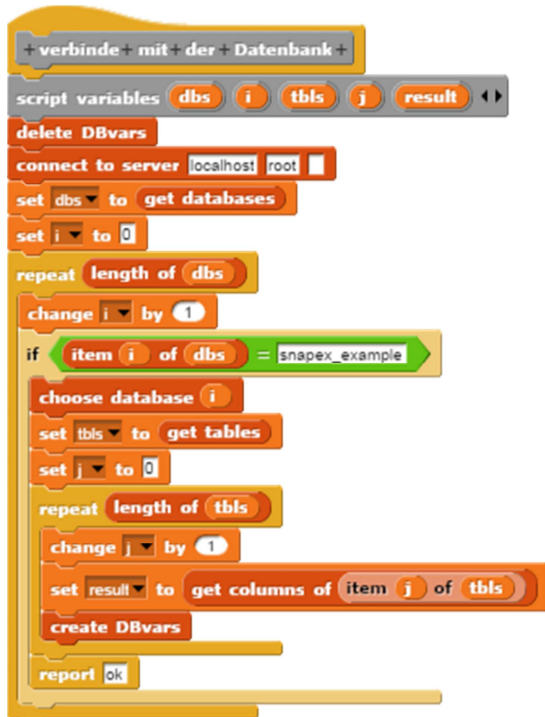 + verbinde + mit + der + Datenbank +
script variables dbs i tbls j result
delete DBvars
connect to server localhost root
set dbs to get databases
set i to 0
repeat length of dbs
change i by 1
if item i of dbs = snapex_example
choose database i
set tbls to get tables
set j to 0
repeat length of tbls
change j by 1
set result to get columns of item j of tbls
create DBvars
report ok